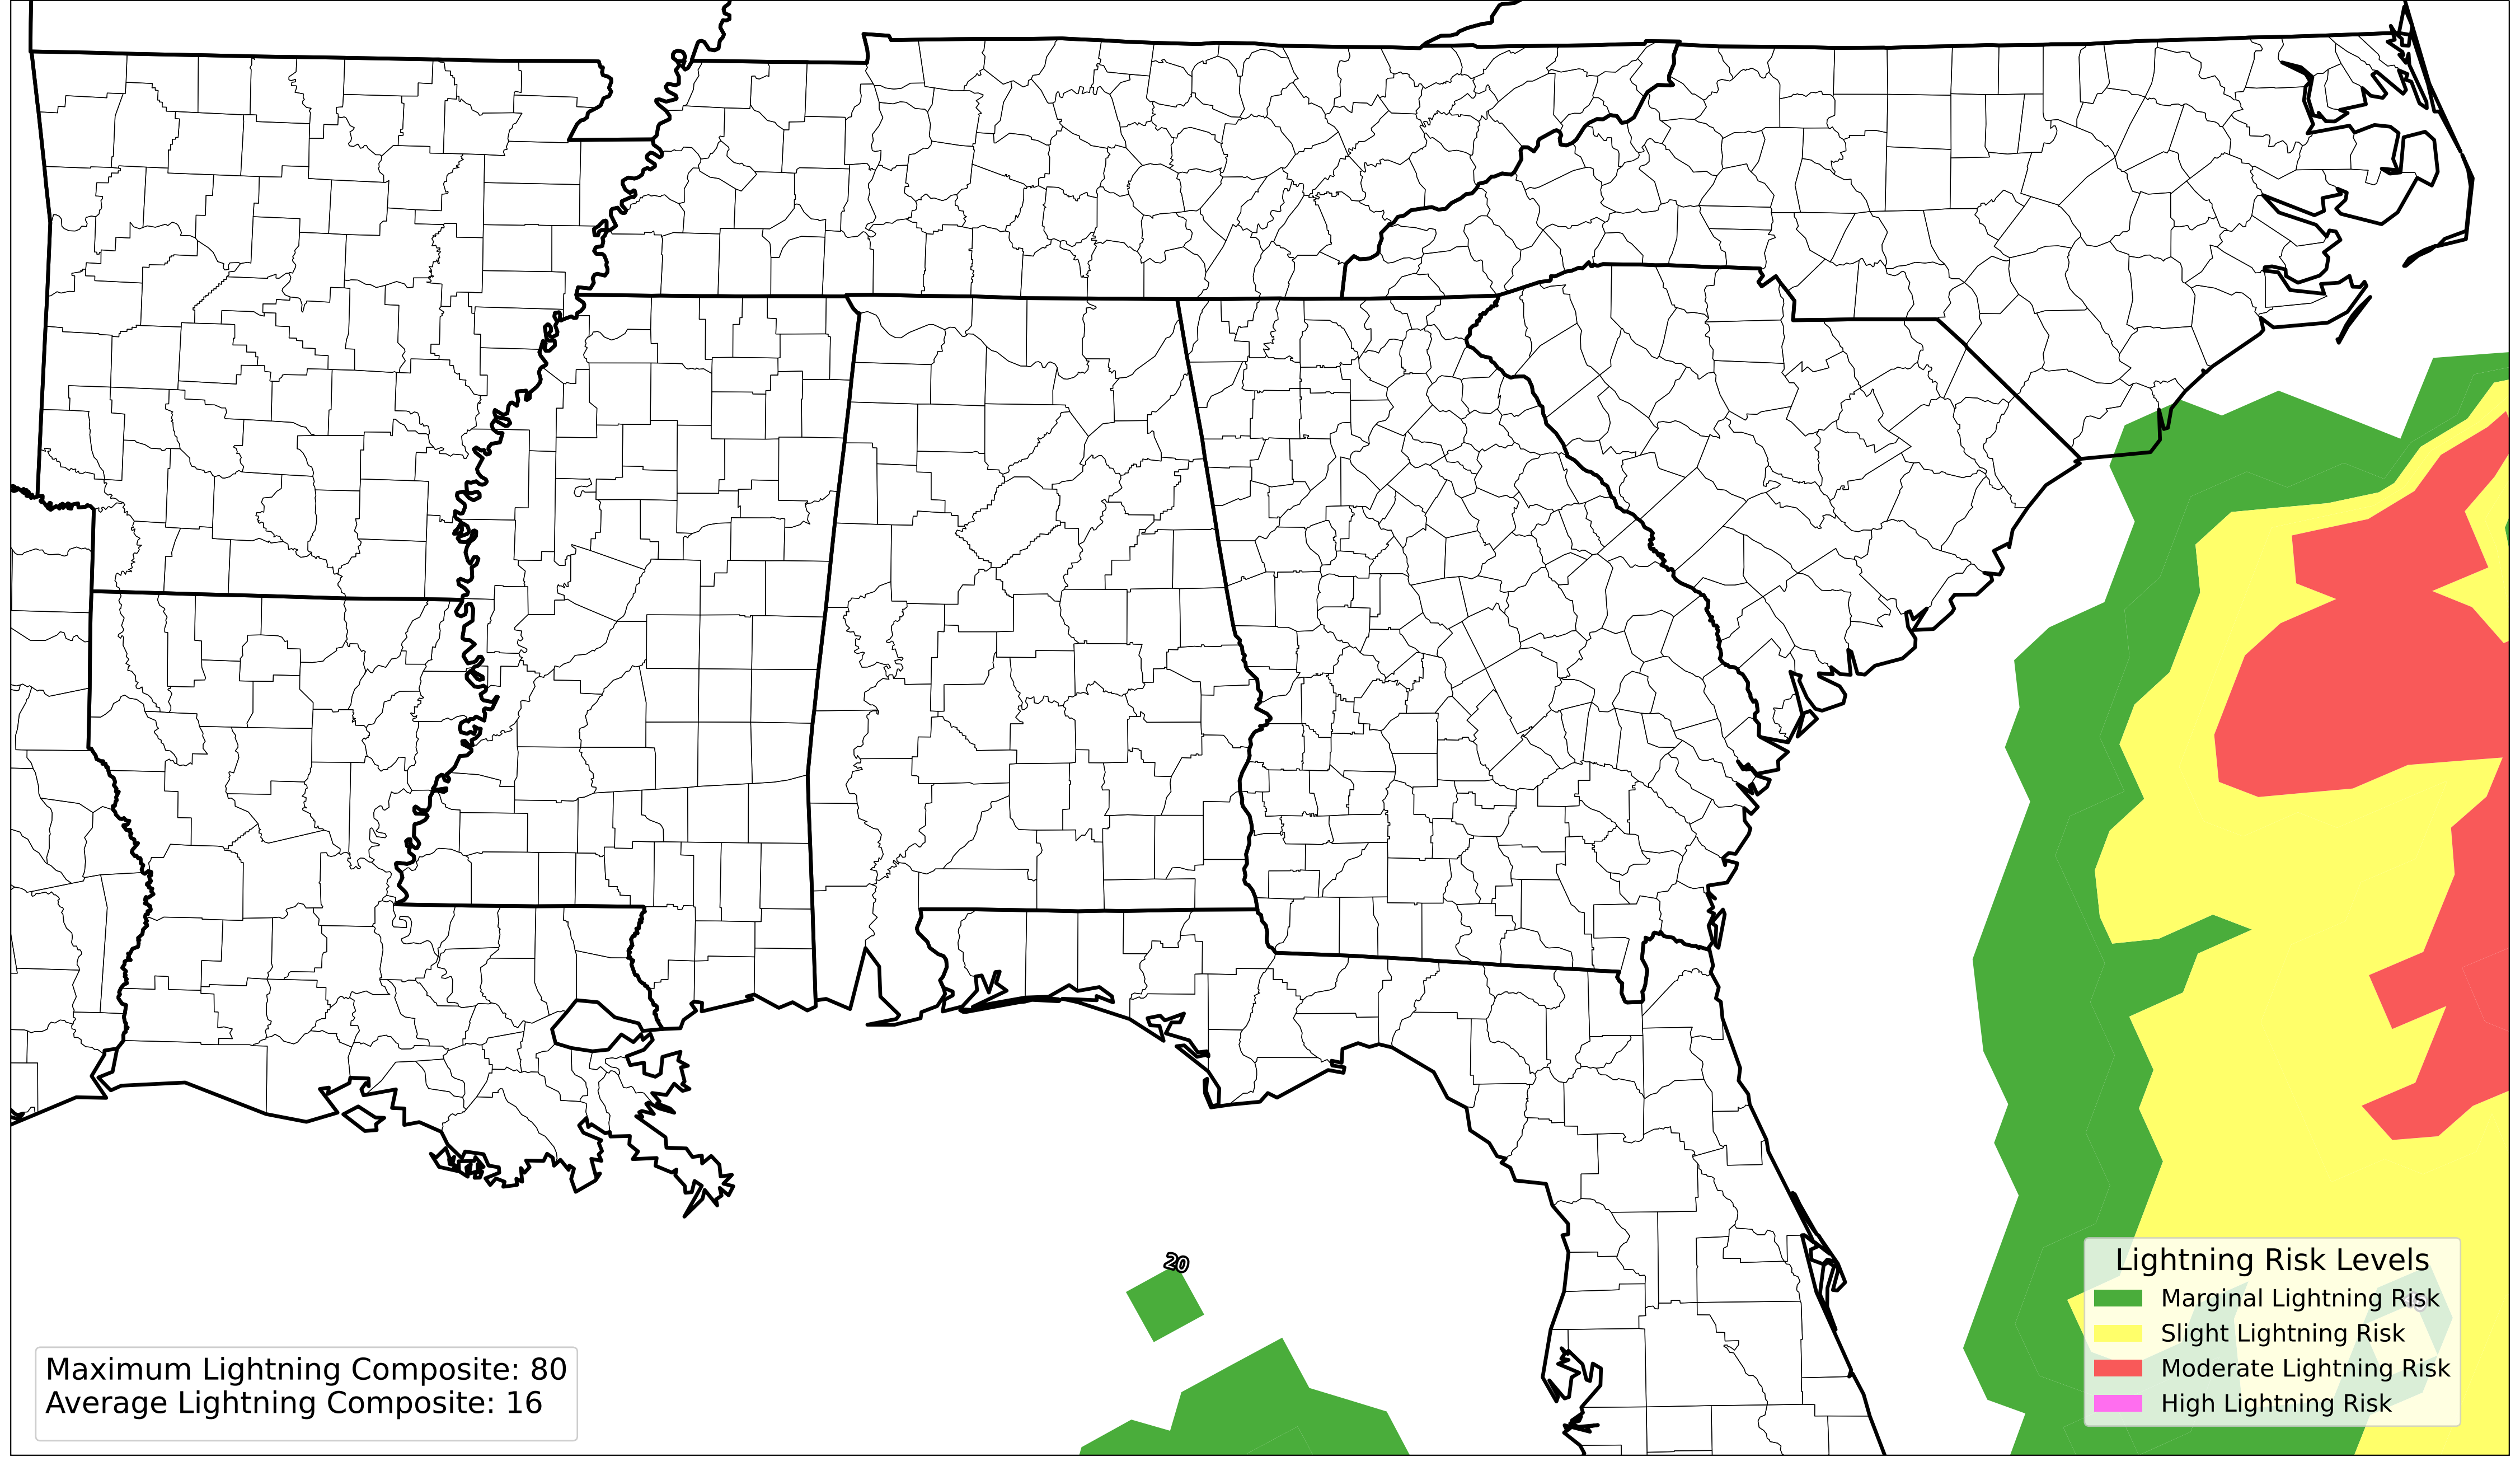 20
Maximum Lightning Composite: 80
Average Lightning Composite: 16
Lightning Risk Levels
Marginal Lightning Risk
Slight Lightning Risk
Moderate Lightning Risk
High Lightning Risk